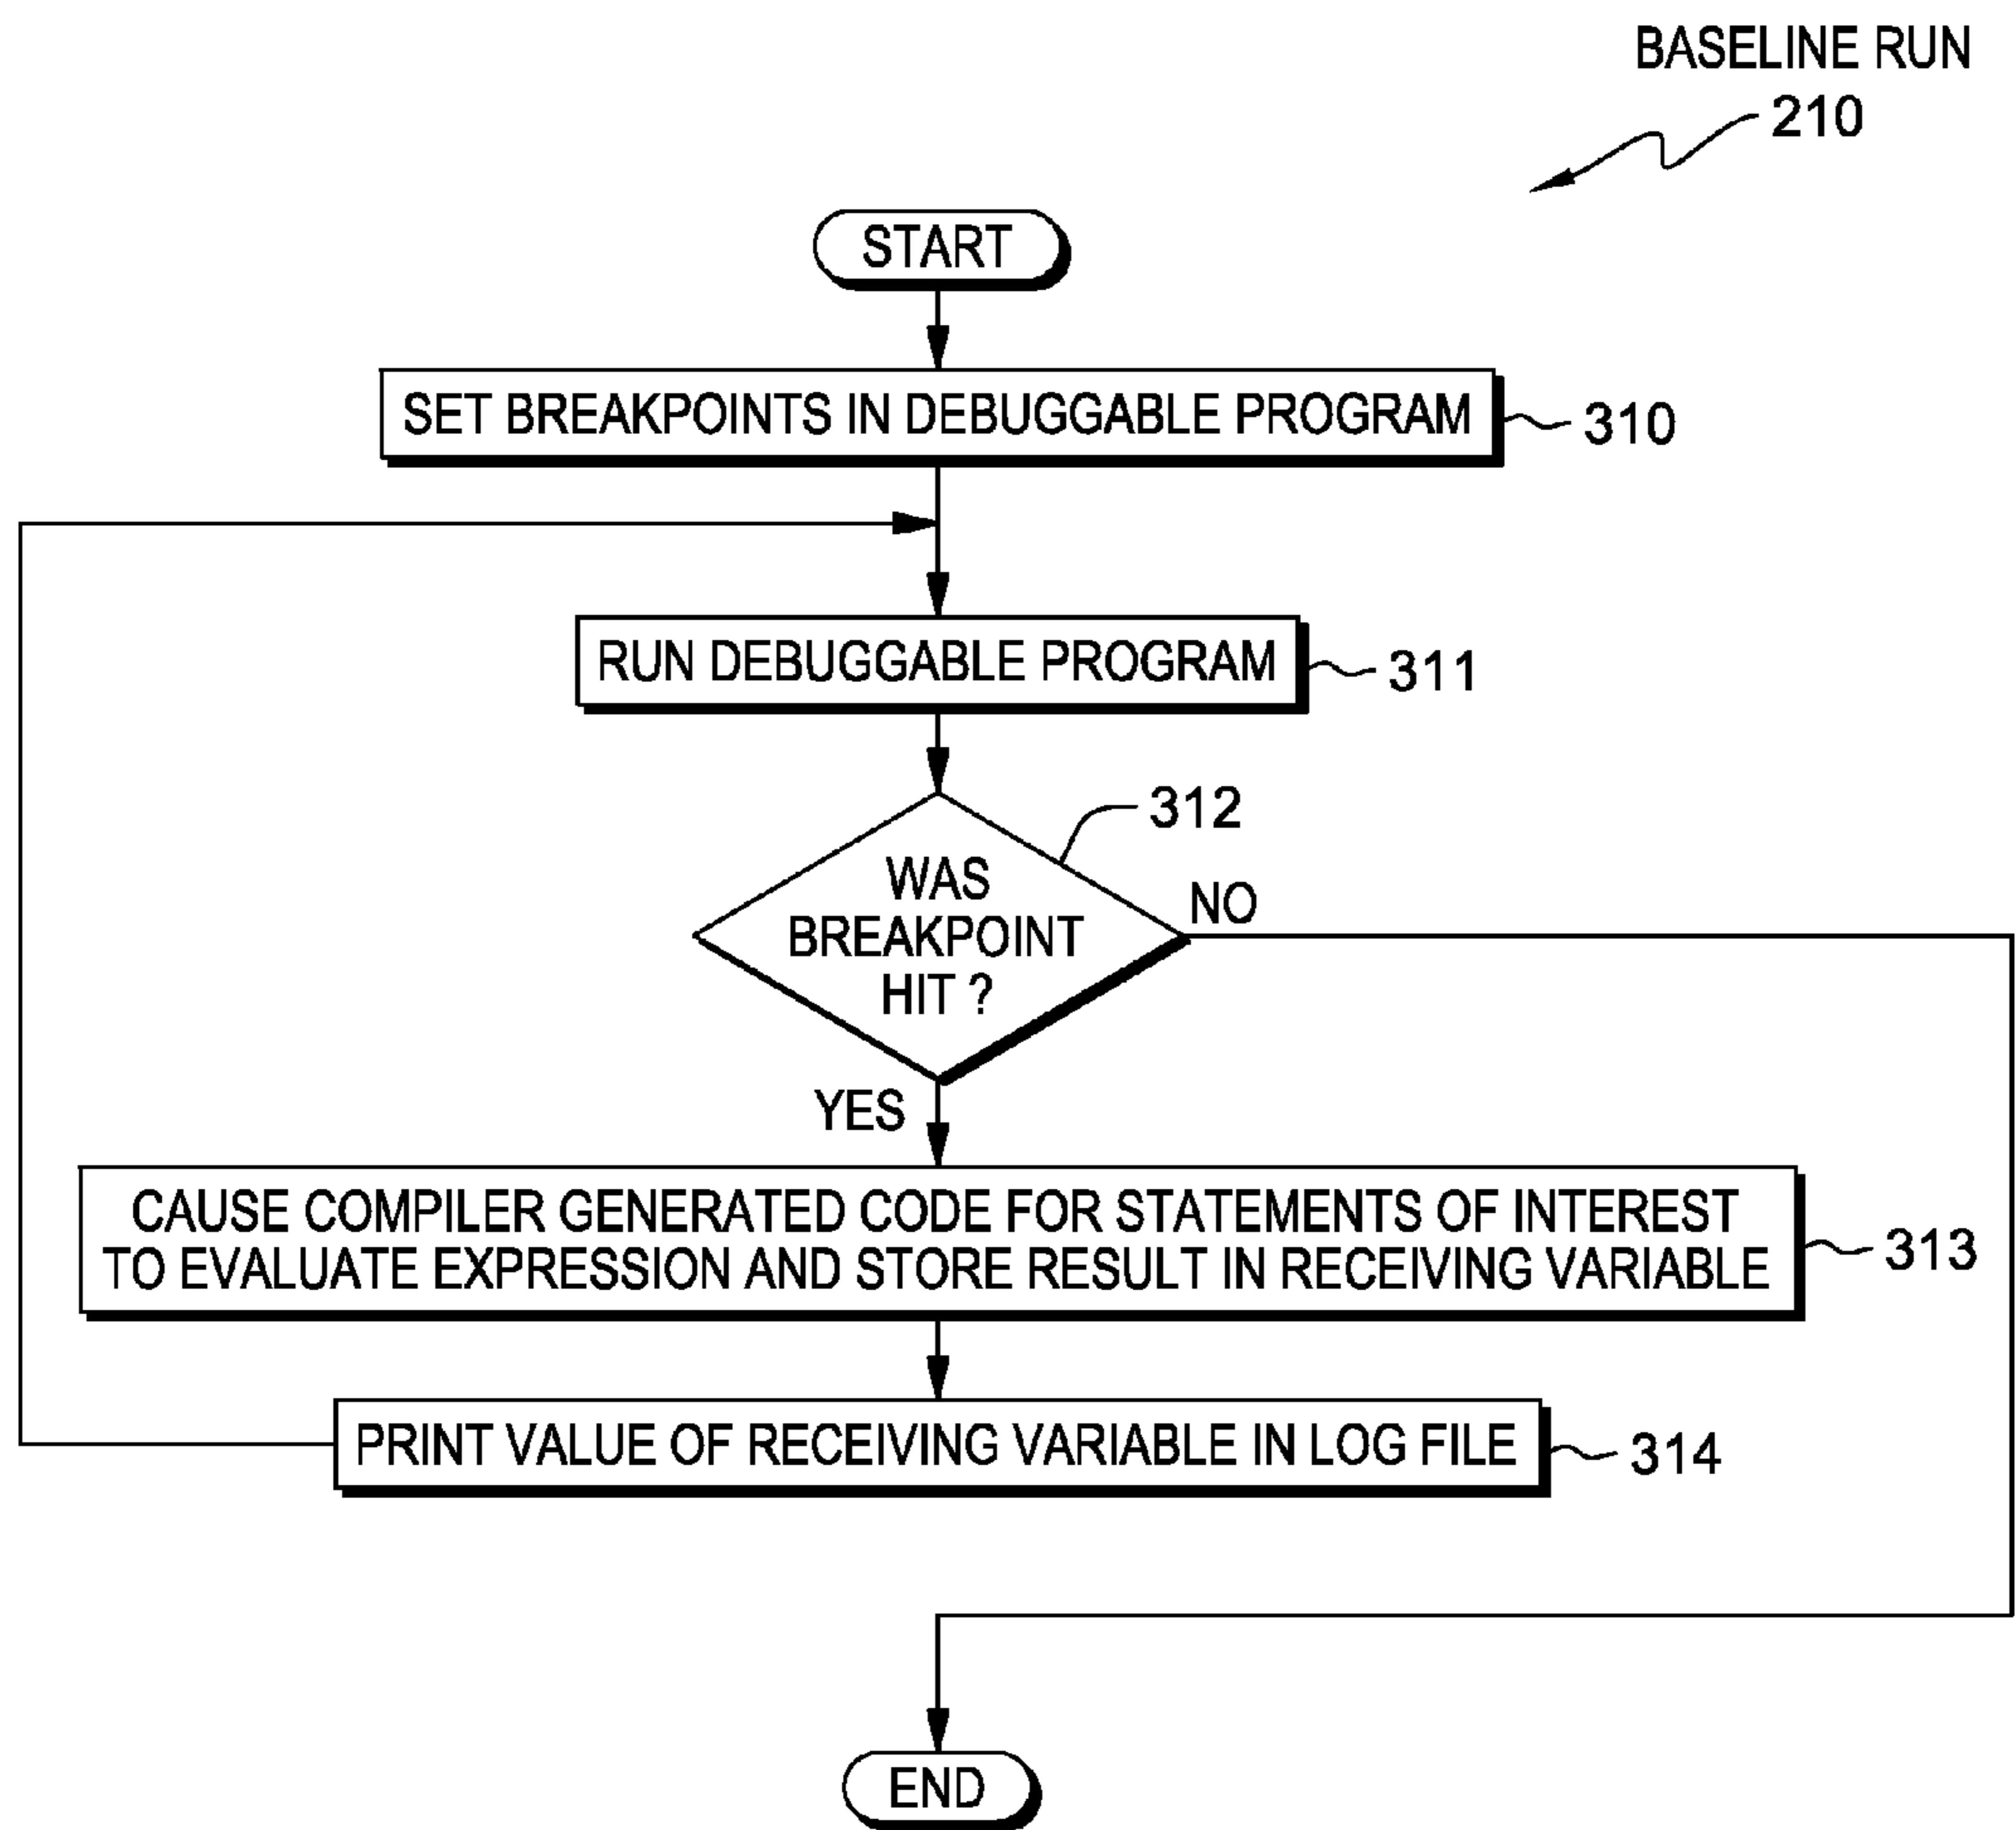 BASELINE RUN
210
START
SET BREAKPOINTS IN DEBUGGABLE PROGRAM
310
RUN DEBUGGABLE PROGRAM
311
312
WAS
BREAKPOINT
HIT ?
NO
YES
CAUSE COMPILER GENERATED CODE FOR STATEMENTS OF INTEREST
TO EVALUATE EXPRESSION AND STORE RESULT IN RECEIVING VARIABLE
313
PRINT VALUE OF RECEIVING VARIABLE IN LOG FILE
314
END